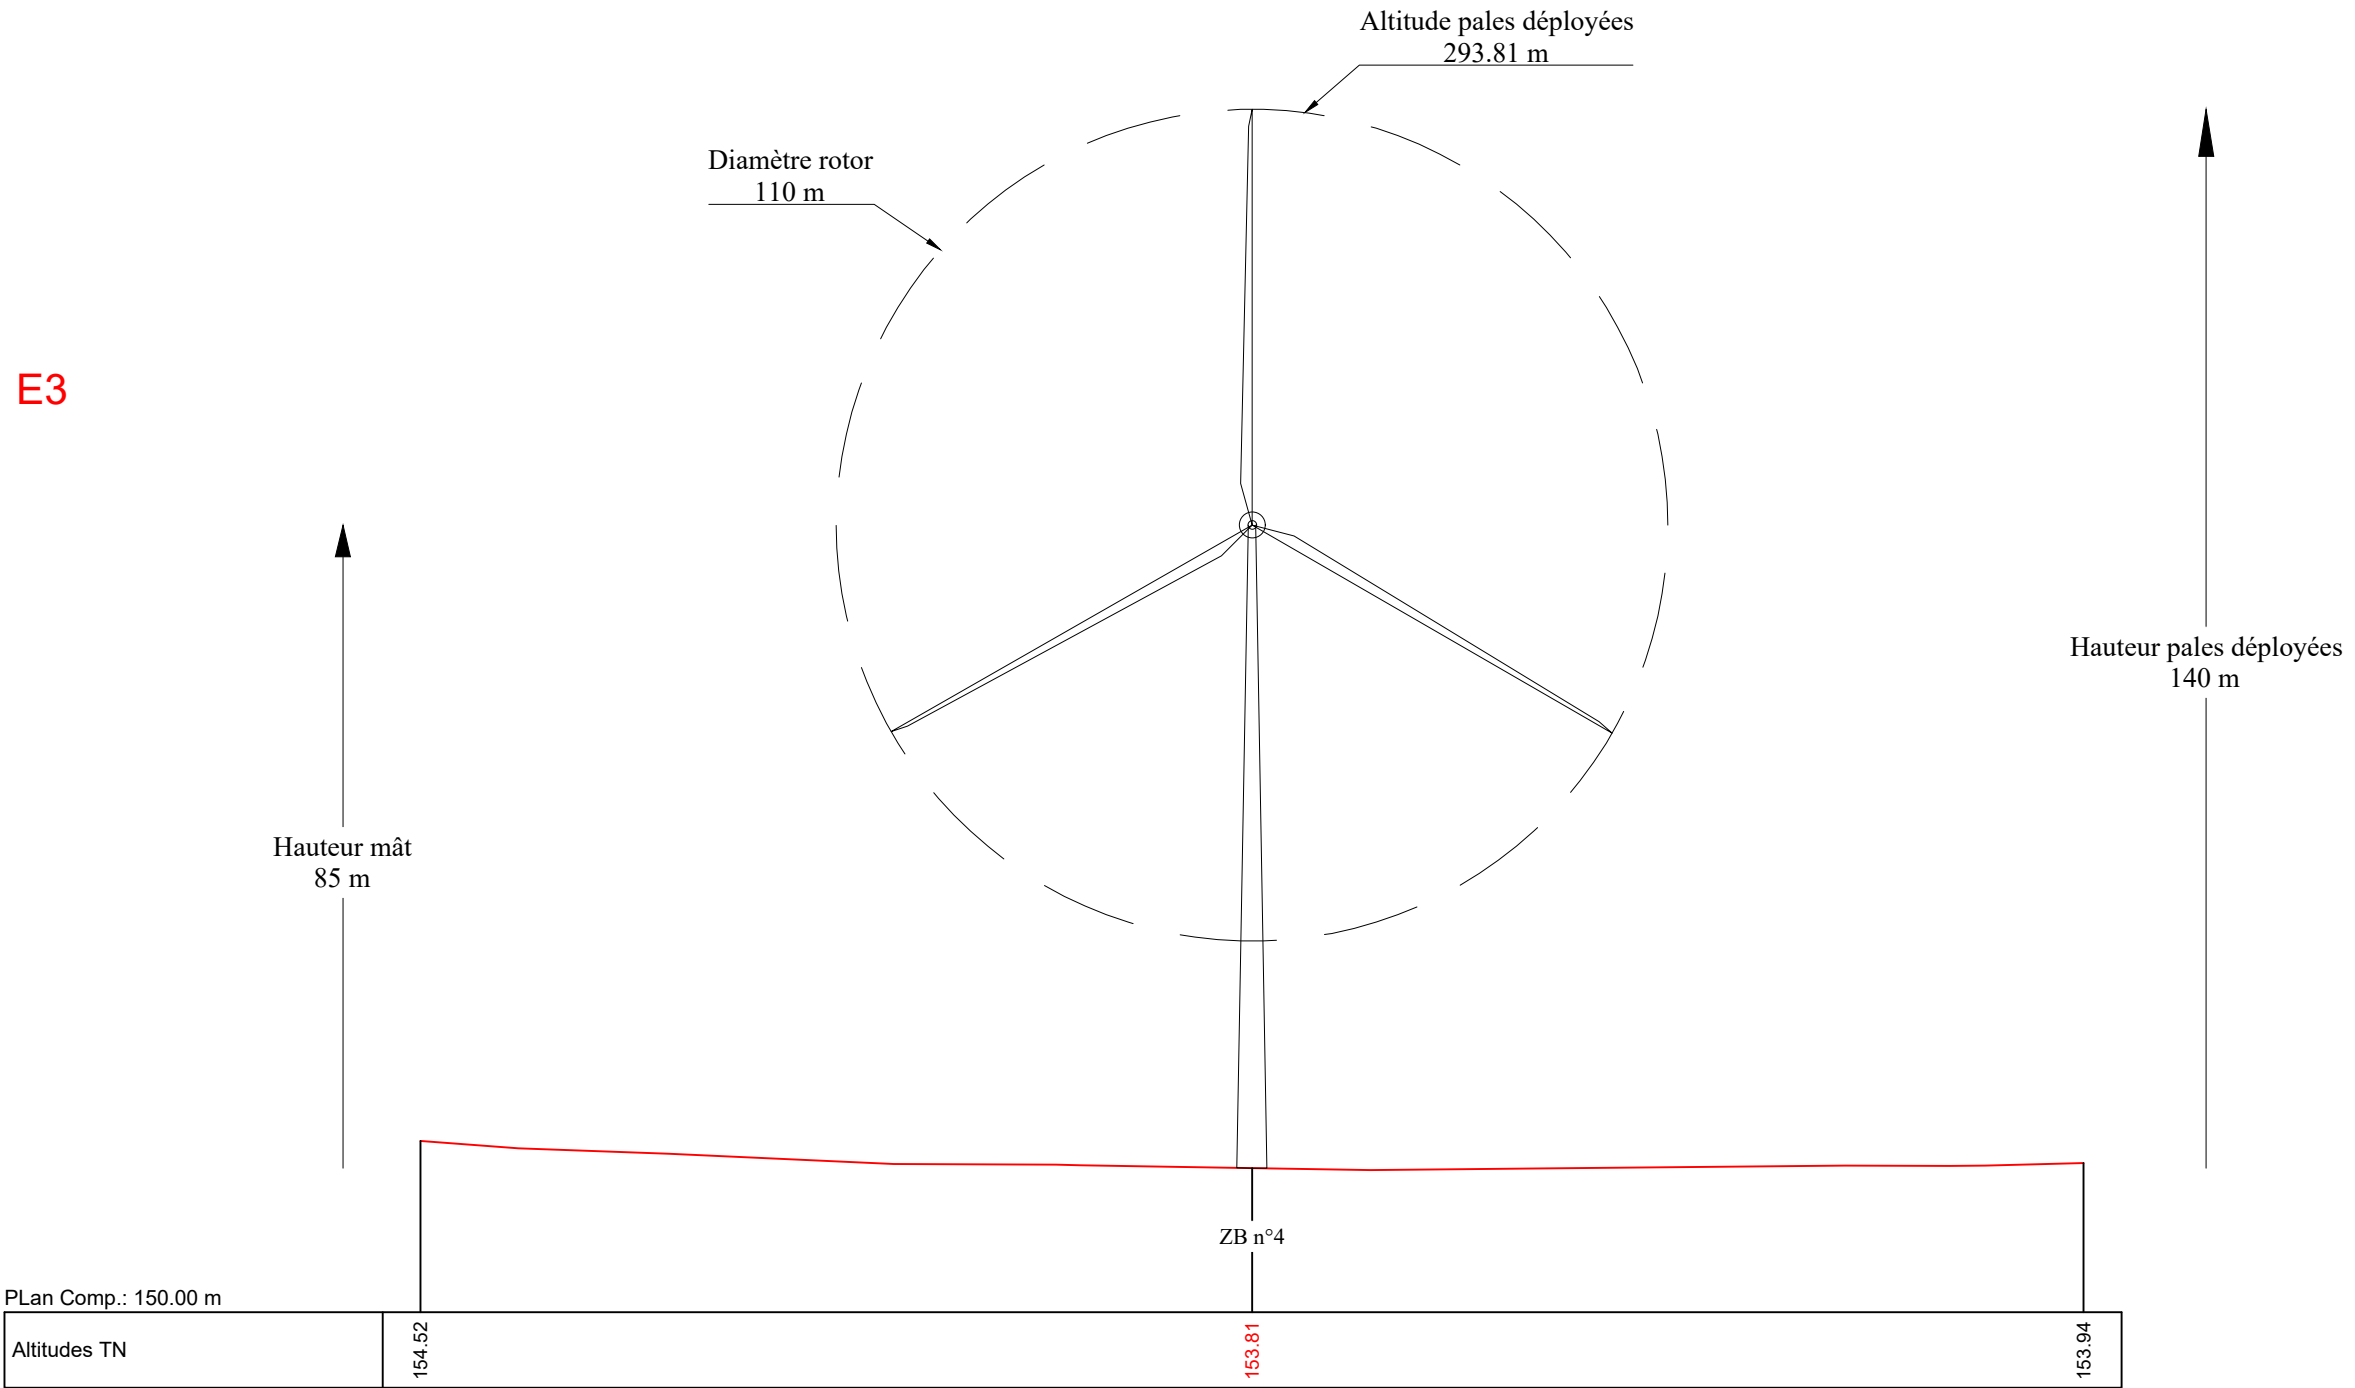 Altitude pales déployées
293.81 m
Diamètre rotor
110 m
E3
Hauteur pales déployées
140 m
Hauteur mât
85 m
ZB n°4
PLan Comp.: 150.00 m
Altitudes TN
154.52
153.81
153.94